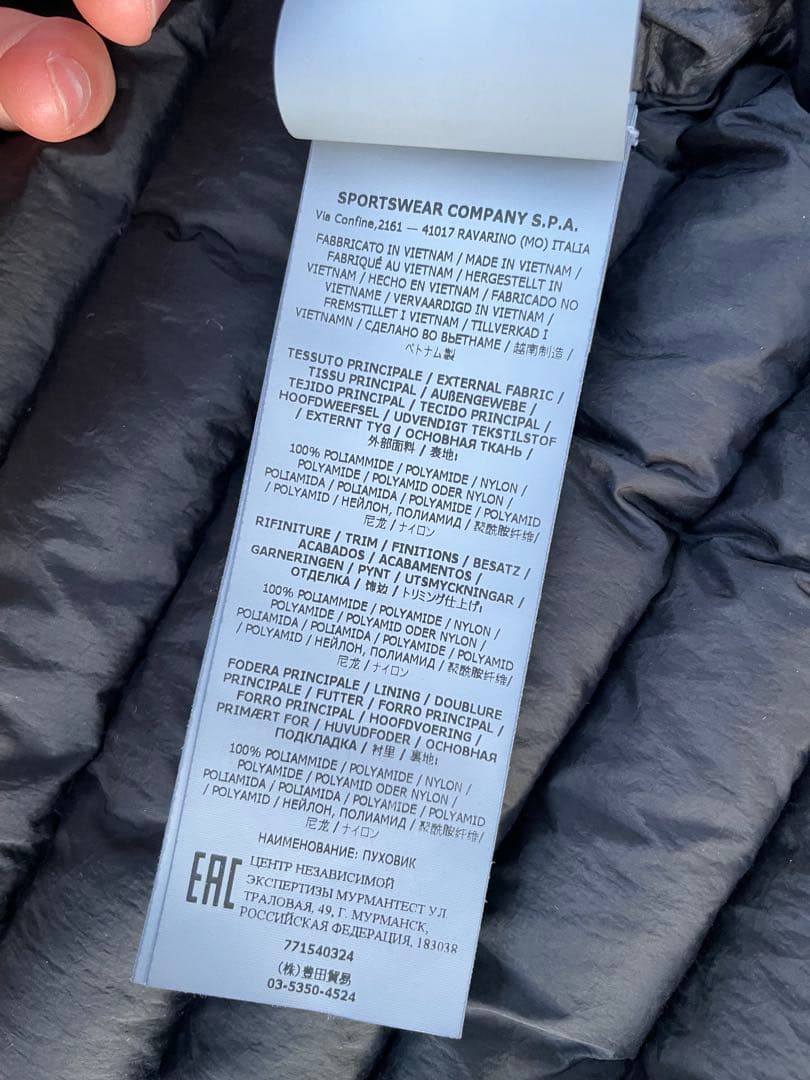 SPORTSWEAR COMPANY S.P.A.
Via Confine,2161 — 41017 RAVARINO (MO) ITALIA
FABBRICATO IN VIETNAM / MADE IN VIETNAM /
FABRIQUÉ AU VIETNAM / HERGESTELLT IN
VIETNAM / HECHO EN VIETNAM / FABRICADO NO
VIETNAME / VERVAARDIGD IN VIETNAM /
FREMSTILLET I VIETNAM / TILLVERKAD I
VIETNAMN / СДЕЛАНО ВО ВЬЕТНАМЕ / 越南制造 /
ベトナム製
TESSUTO PRINCIPALE / EXTERNAL FABRIC /
TISSU PRINCIPAL / AUßENGEWEBE /
TEJIDO PRINCIPAL / TECIDO PRINCIPAL /
HOOFDWEEFSEL / UDVENDIGT TEKSTILSTOF
/ EXTERNT TYG / ОСНОВНАЯ ТКАНЬ /
外部面料 / 表地:
100% POLIAMMIDE / POLYAMIDE / NYLON /
POLYAMIDE / POLYAMID ODER NYLON /
POLIAMIDA / POLIAMIDA / POLYAMIDE / POLYAMID
/ POLYAMID / НЕЙЛОН, ПОЛИАМИД / 聚酰胺纤维/
尼龙 / ナイロン
RIFINITURE / TRIM / FINITIONS / BESATZ /
ACABADOS / ACABAMENTOS /
GARNERINGEN / PYNT / UTSMYCKNINGAR /
ОТДЕЛКА / 饰边 / トリミング仕上げ:
100% POLIAMMIDE / POLYAMIDE / NYLON /
POLYAMIDE / POLYAMID ODER NYLON /
POLIAMIDA / POLIAMIDA / POLYAMIDE / POLYAMID
/ POLYAMID / НЕЙЛОН, ПОЛИАМИД / 聚酰胺纤维/
尼龙 / ナイロン
FODERA PRINCIPALE / LINING / DOUBLURE
PRINCIPALE / FUTTER / FORRO PRINCIPAL /
FORRO PRINCIPAL / HOOFDVOERING /
PRIMÆRT FOR / HUVUDFODER / ОСНОВНАЯ
ПОДКЛАДКА / 衬里 / 裏地:
100% POLIAMMIDE / POLYAMIDE / NYLON /
POLYAMIDE / POLYAMID ODER NYLON /
POLIAMIDA / POLIAMIDA / POLYAMIDE / POLYAMID
/ POLYAMID / НЕЙЛОН, ПОЛИАМИД / 聚酰胺纤维/
尼龙 / ナイロン
НАИМЕНОВАНИЕ: ПУХОВИК
EAC
ЦЕНТР НЕЗАВИСИМОЙ
ЭКСПЕРТИЗЫ МУРМАНТЕСТ УЛ.
ТРАЛОВАЯ, 49, Г. МУРМАНСК,
РОССИЙСКАЯ ФЕДЕРАЦИЯ, 183038
771540324
(株)豊田貿易
03-5350-4524